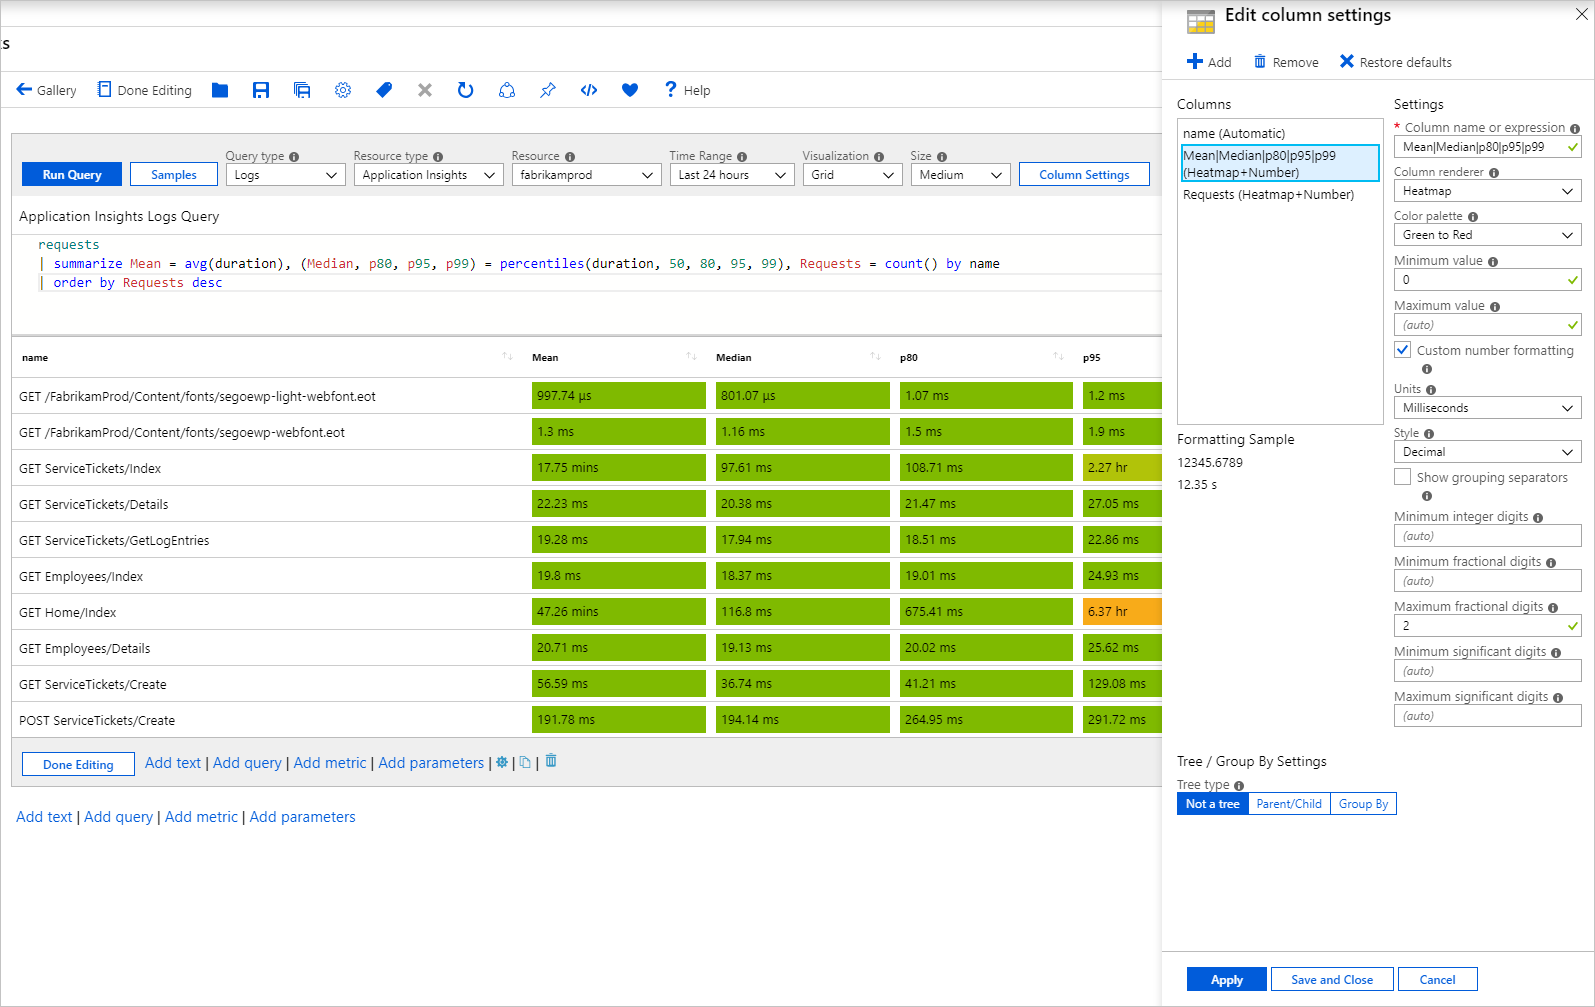 ts
Gallery
Done Editing
Help
Run Query
Samples
Query type
Logs
Resource type
Application Insights
Resource
fabrikamprod
Time Range
Last 24 hours
Visualization
Grid
Size
Medium
Column Settings
Application Insights Logs Query
requests
| summarize Mean = avg(duration), (Median, p80, p95, p99) = percentiles(duration, 50, 80, 95, 99), Requests = count() by name
| order by Requests desc
name Mean Median p80 p95
GET /FabrikamProd/Content/fonts/segoewp-light-webfont.eot 997.74 µs 801.07 µs 1.07 ms 1.2 ms
GET /FabrikamProd/Content/fonts/segoewp-webfont.eot 1.3 ms 1.16 ms 1.5 ms 1.9 ms
GET ServiceTickets/Index 17.75 mins 97.61 ms 108.71 ms 2.27 hr
GET ServiceTickets/Details 22.23 ms 20.38 ms 21.47 ms 27.05 ms
GET ServiceTickets/GetLogEntries 19.28 ms 17.94 ms 18.51 ms 22.86 ms
GET Employees/Index 19.8 ms 18.37 ms 19.01 ms 24.93 ms
GET Home/Index 47.26 mins 116.8 ms 675.41 ms 6.37 hr
GET Employees/Details 20.71 ms 19.13 ms 20.02 ms 25.62 ms
GET ServiceTickets/Create 56.59 ms 36.74 ms 41.21 ms 129.08 ms
POST ServiceTickets/Create 191.78 ms 194.14 ms 264.95 ms 291.72 ms
Done Editing
Add text | Add query | Add metric | Add parameters | | |
Add text | Add query | Add metric | Add parameters
Edit column settings
Add
Remove
Restore defaults
Columns
name (Automatic)
Mean|Median|p80|p95|p99
(Heatmap+Number)
Requests (Heatmap+Number)
Formatting Sample
12345.6789
12.35 s
Settings
* Column name or expression
Mean|Median|p80|p95|p99
Column renderer
Heatmap
Color palette
Green to Red
Minimum value
0
Maximum value
(auto)
Custom number formatting
Units
Milliseconds
Style
Decimal
Show grouping separators
Minimum integer digits
(auto)
Minimum fractional digits
(auto)
Maximum fractional digits
2
Minimum significant digits
(auto)
Maximum significant digits
(auto)
Tree / Group By Settings
Tree type
Not a tree
Parent/Child
Group By
Apply
Save and Close
Cancel